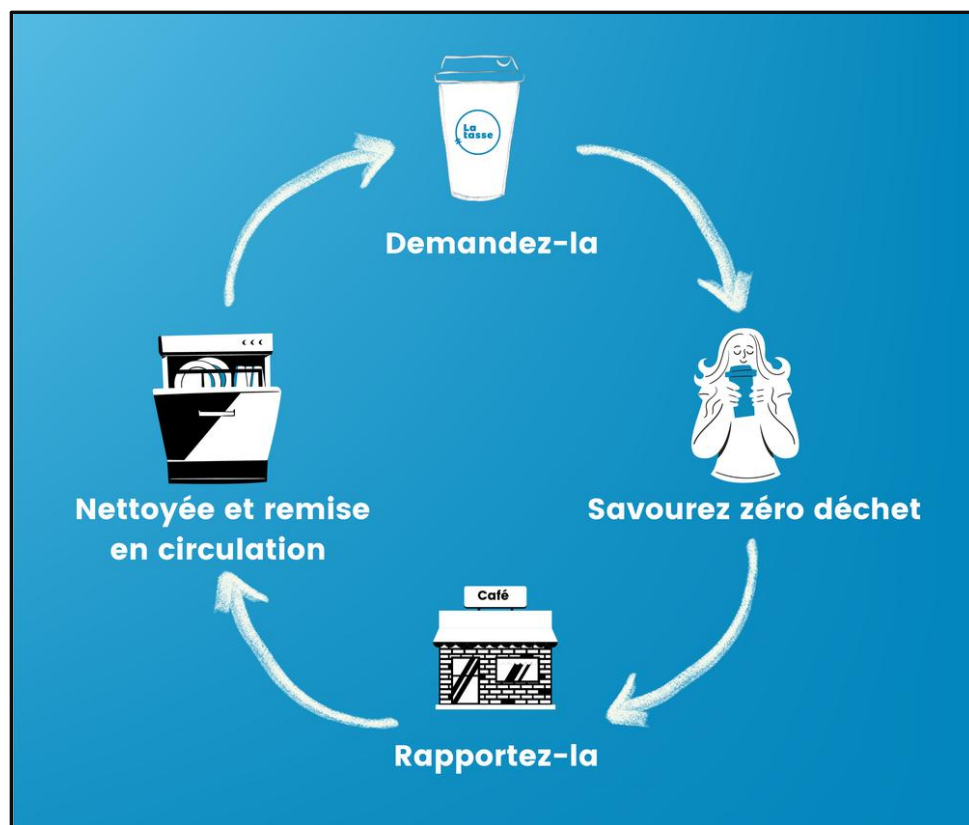 La
tasse
Demandez-la
Savourez zéro déchet
Café
Rapportez-la
Nettoyée et remise
en circulation